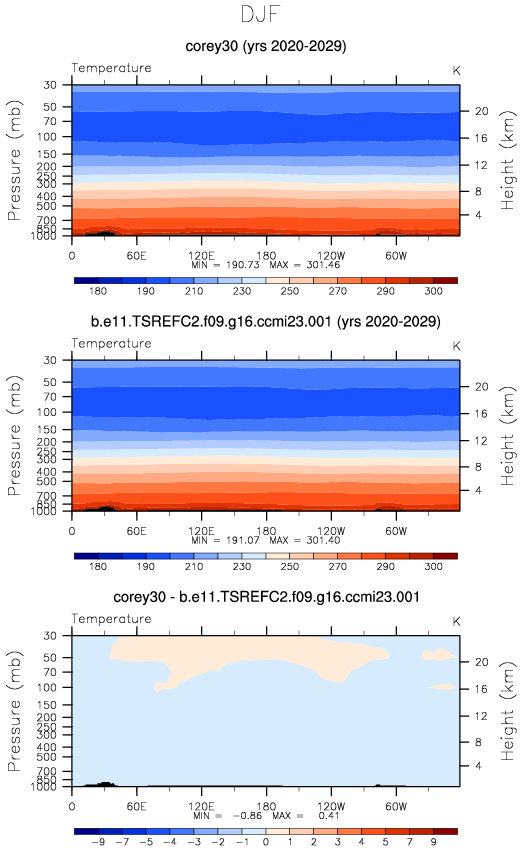 DJF
corey30 (yrs 2020-2029)
Temperature K
30
50
70
100
150
200
250
300
400
500
700
850
1000
Pressure (mb)
20
16
12
8
4
Height (km)
0 60E 120E 180 120W 60W
MIN = 190.73 MAX = 301.46
180 190 210 230 250 270 290 300
b.e11.TSREFC2.f09.g16.ccmi23.001 (yrs 2020-2029)
Temperature K
30
50
70
100
150
200
250
300
400
500
700
850
1000
Pressure (mb)
20
16
12
8
4
Height (km)
0 60E 120E 180 120W 60W
MIN = 191.07 MAX = 301.40
180 190 210 230 250 270 290 300
corey30 - b.e11.TSREFC2.f09.g16.ccmi23.001
Temperature K
30
50
70
100
150
200
250
300
400
500
700
850
1000
Pressure (mb)
20
16
12
8
4
Height (km)
0 60E 120E 180 120W 60W
MIN = -0.86 MAX = 0.41
-9 -7 -5 -4 -3 -2 -1 0 1 2 3 4 5 7 9